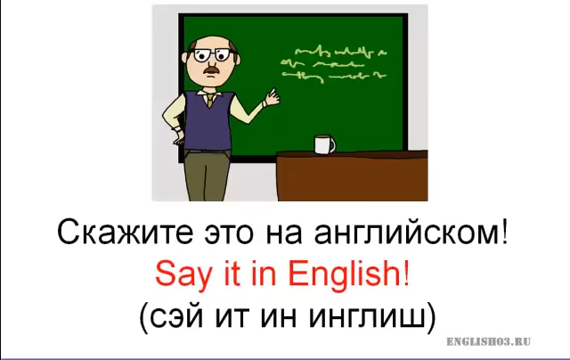 Скажите это на английском!
Say it in English!
(сэй ит ин инглиш)
ENGLISH03.RU